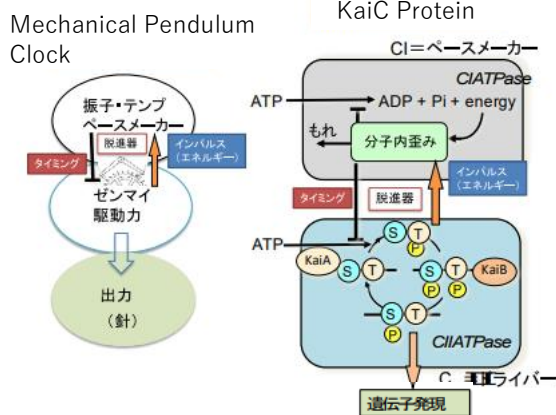 Mechanical Pendulum
Clock
振子・テンプ
ペースメーカー
脱進器
タイミング
インパルス
(エネルギー)
ゼンマイ
駆動力
出力
(針)
KaiC Protein
CI=ペースメーカー
CIATPase
ATP
ADP + Pi + energy
もれ
分子内歪み
タイミング
脱進器
インパルス
(エネルギー)
ATP
S T
P
KaiA
S T
S T
P P
KaiB
S T
P
CIIATPase
ライバー
遺伝子発現